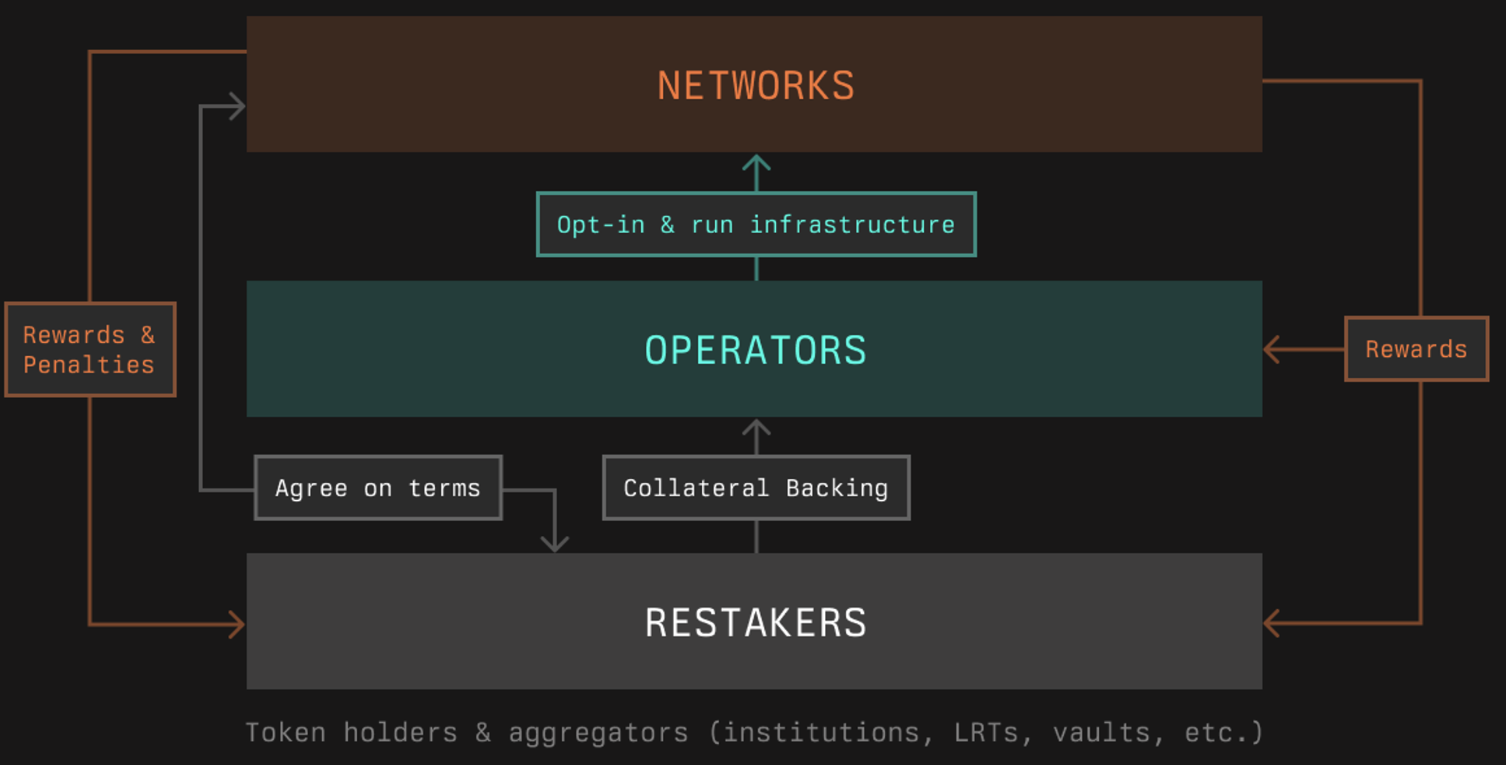 NETWORKS
Opt-in & run infrastructure
Rewards &
Penalties
OPERATORS
Rewards
Agree on terms
Collateral Backing
RESTAKERS
Token holders & aggregators (institutions, LRTs, vaults, etc.)